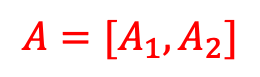 A = [A₁, A₂]